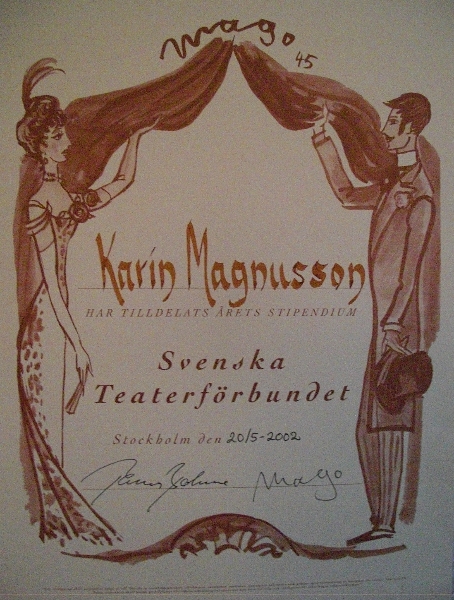 mago
45
Karin Magnusson
HAR TILLDELATS ÅRETS STIPENDIUM
Svenska
Teaterförbundet
Stockholm den 20/5-2002
mago